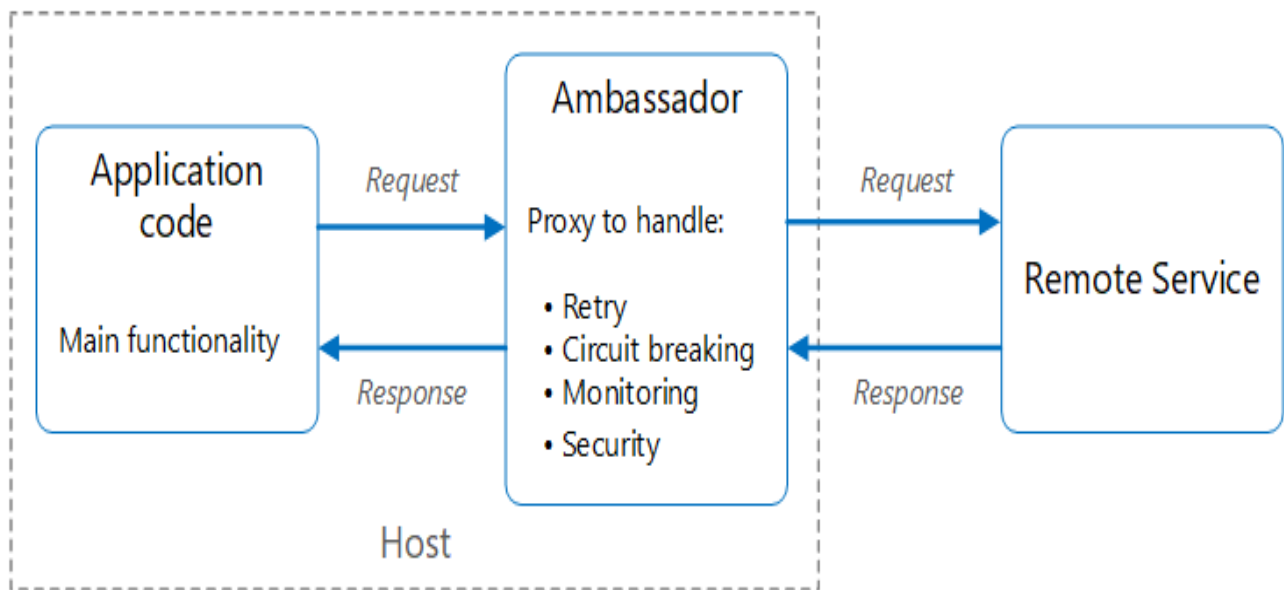 Application
code
Main functionality
Request
Response
Ambassador
Proxy to handle:
• Retry
• Circuit breaking
• Monitoring
• Security
Request
Response
Remote Service
Host